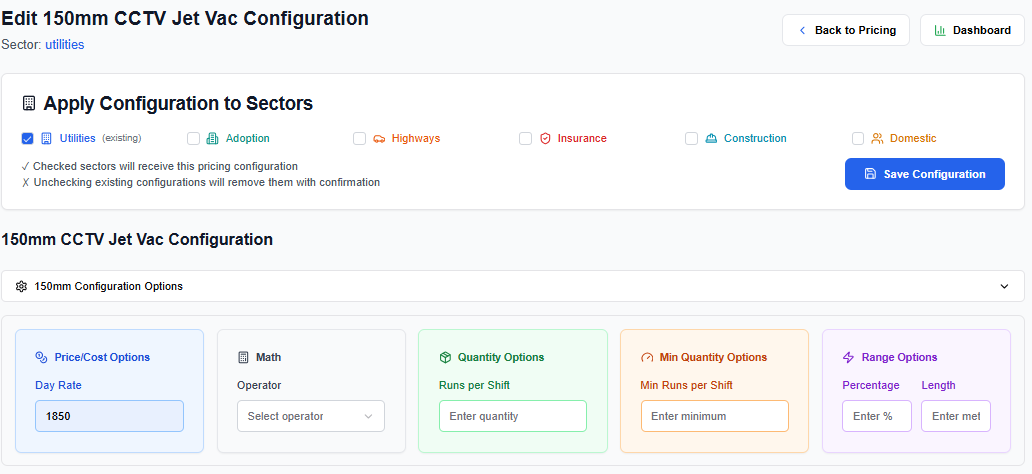 Edit 150mm CCTV Jet Vac Configuration
Sector: utilities
Back to Pricing
Dashboard
Apply Configuration to Sectors
Utilities (existing)
Adoption
Highways
Insurance
Construction
Domestic
✓ Checked sectors will receive this pricing configuration
✗ Unchecking existing configurations will remove them with confirmation
Save Configuration
150mm CCTV Jet Vac Configuration
150mm Configuration Options
Price/Cost Options
Day Rate
1850
Math
Operator
Select operator
Quantity Options
Runs per Shift
Enter quantity
Min Quantity Options
Min Runs per Shift
Enter minimum
Range Options
Percentage Length
Enter % Enter met